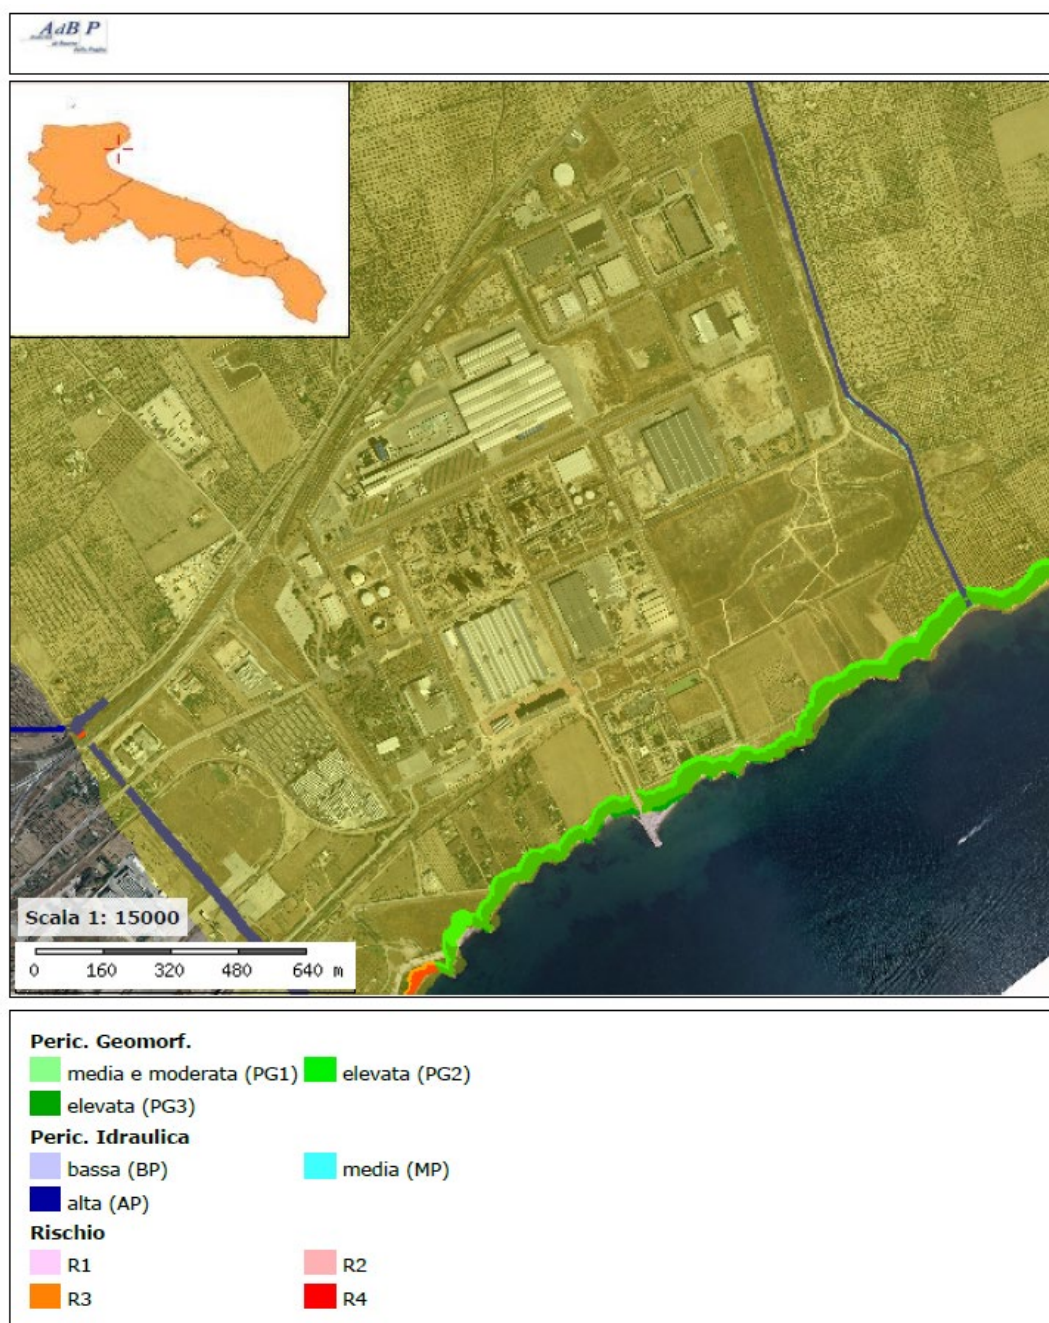 AdB P
Scala 1: 15000
0 160 320 480 640 m
Peric. Geomorf.
media e moderata (PG1) elevata (PG2)
elevata (PG3)
Peric. Idraulica
bassa (BP) media (MP)
alta (AP)
Rischio
R1 R2
R3 R4